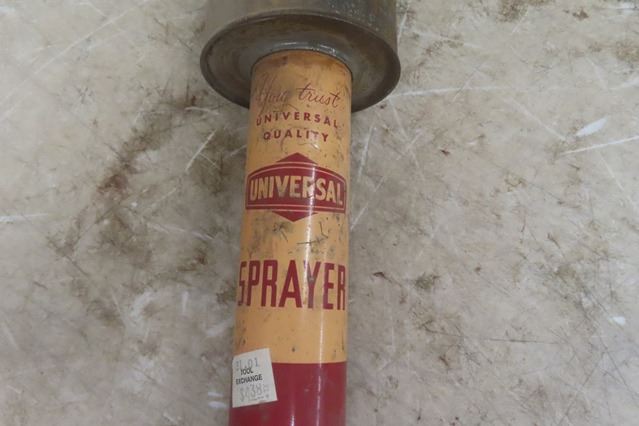 You trust
UNIVERSAL
QUALITY
UNIVERSAL
SPRAYER
TOOL
EXCHANGE